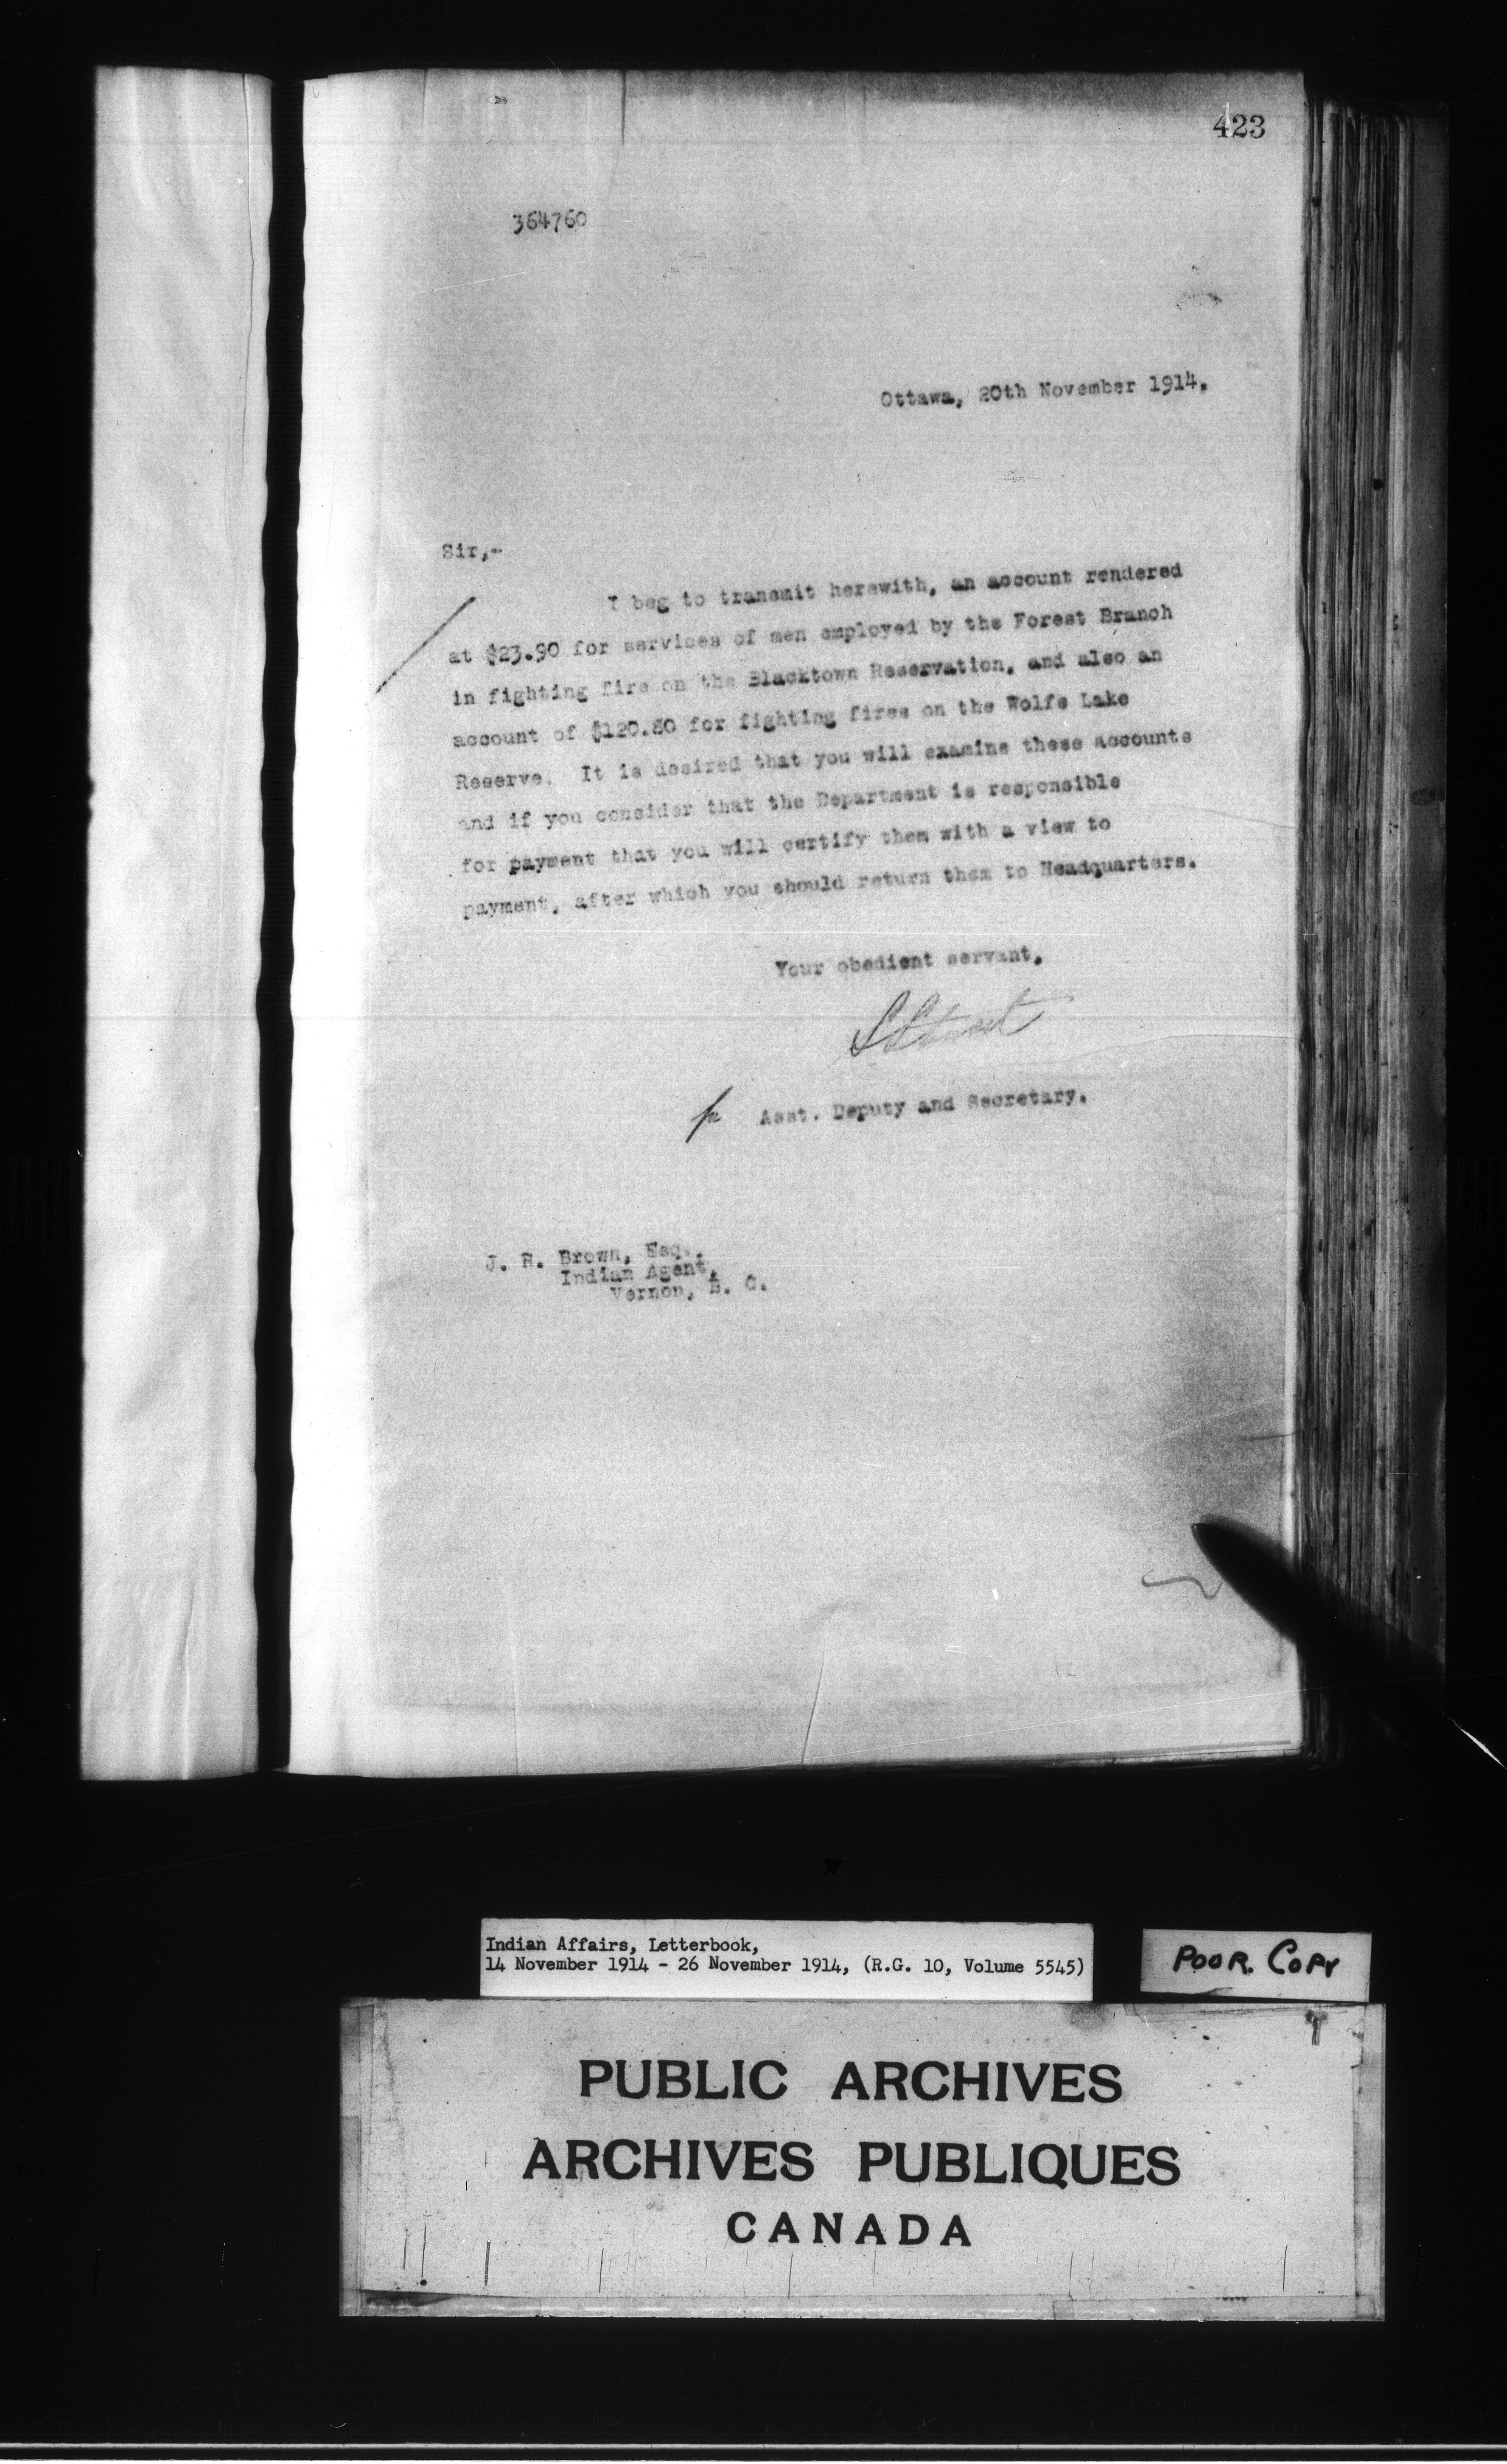 423
364760
Ottawa, 20th November 1914.
Sir,-
I beg to transmit herewith, an account rendered
at $23.90 for services of men employed by the Forest Branch
in fighting fire on the Blacktown Reservation, and also an
account of $120.80 for fighting fires on the Wolfe Lake
Reserve. It is desired that you will examine these accounts
and if you consider that the Department is responsible
for payment that you will certify them with a view to
payment, after which you should return them to Headquarters.
Your obedient servant,
Asst. Deputy and Secretary.
J. R. Brown, Esq.,
Indian Agent,
Vernon, B. C.
Indian Affairs, Letterbook,
14 November 1914 - 26 November 1914, (R.G. 10, Volume 5545)
POOR. COPY
PUBLIC ARCHIVES
ARCHIVES PUBLIQUES
CANADA